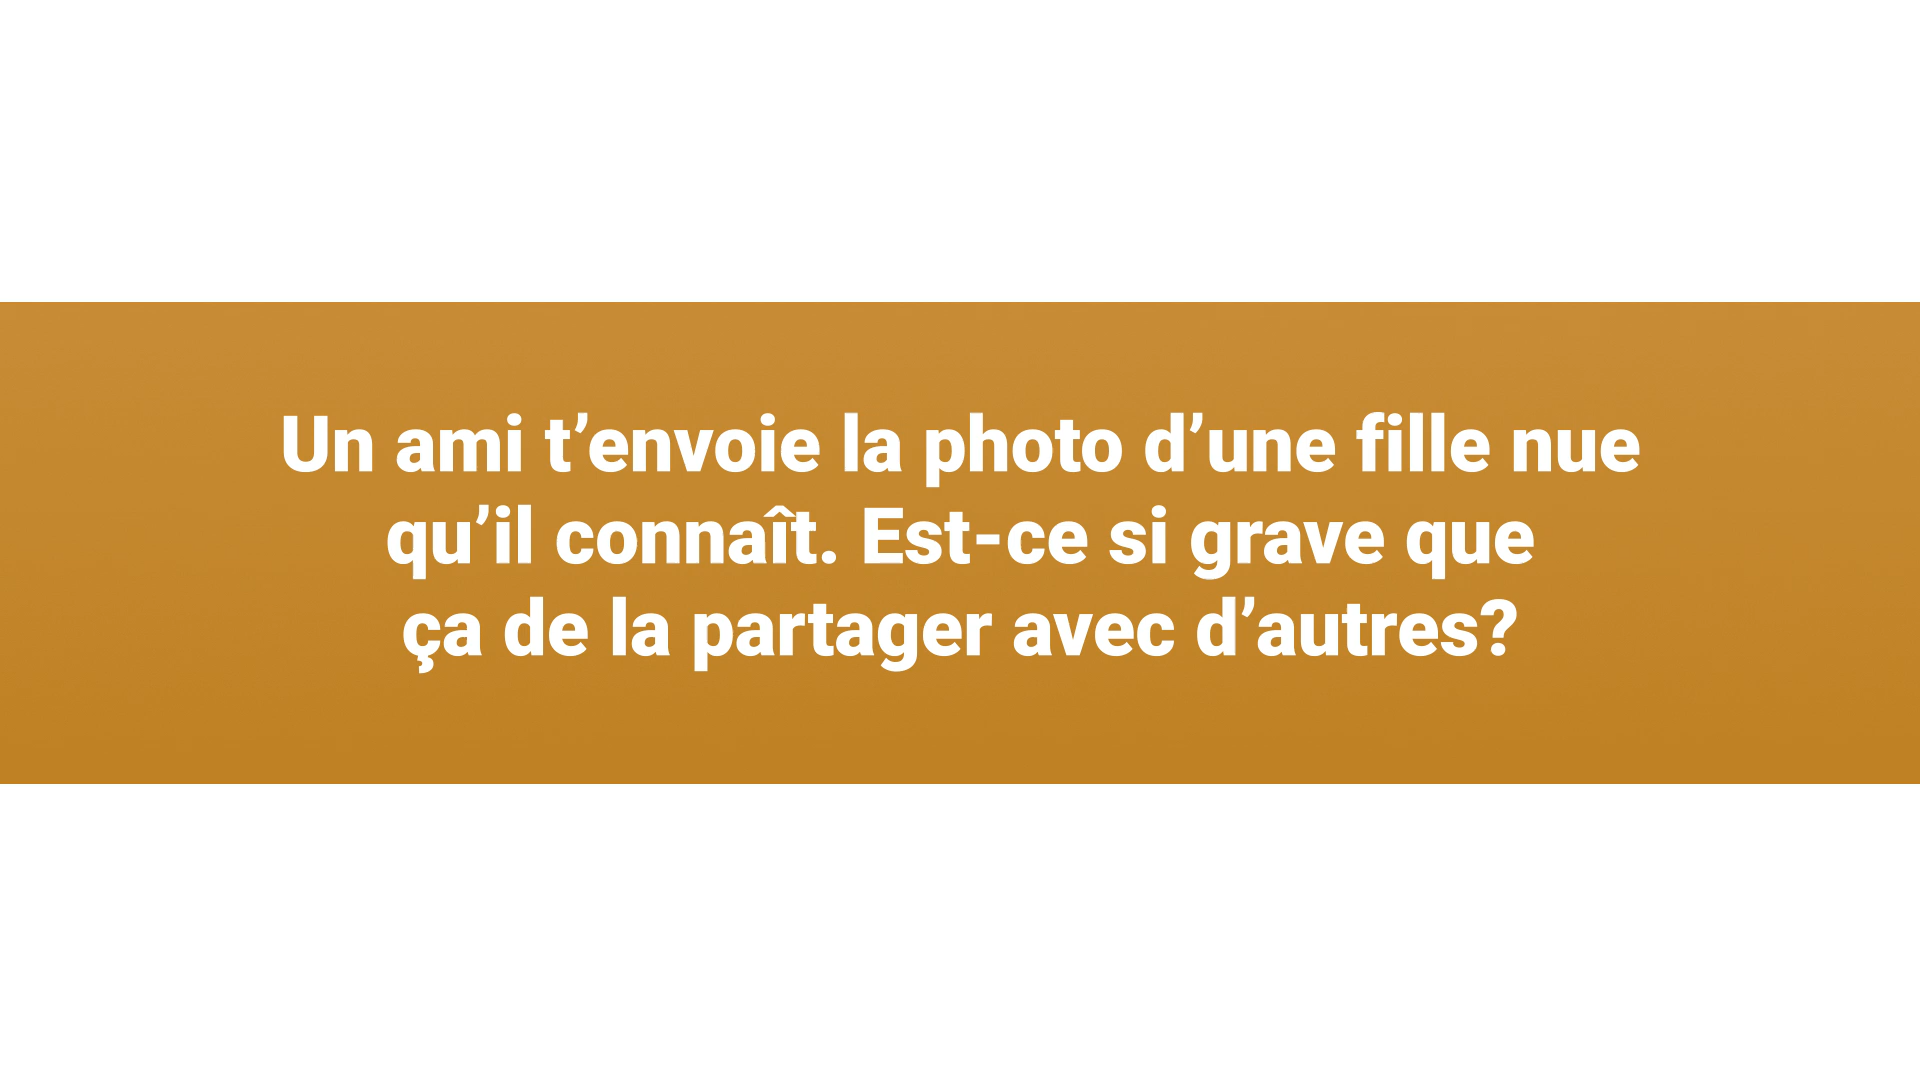 Un ami t’envoie la photo d’une fille nue
qu’il connaît. Est-ce si grave que
ça de la partager avec d’autres?